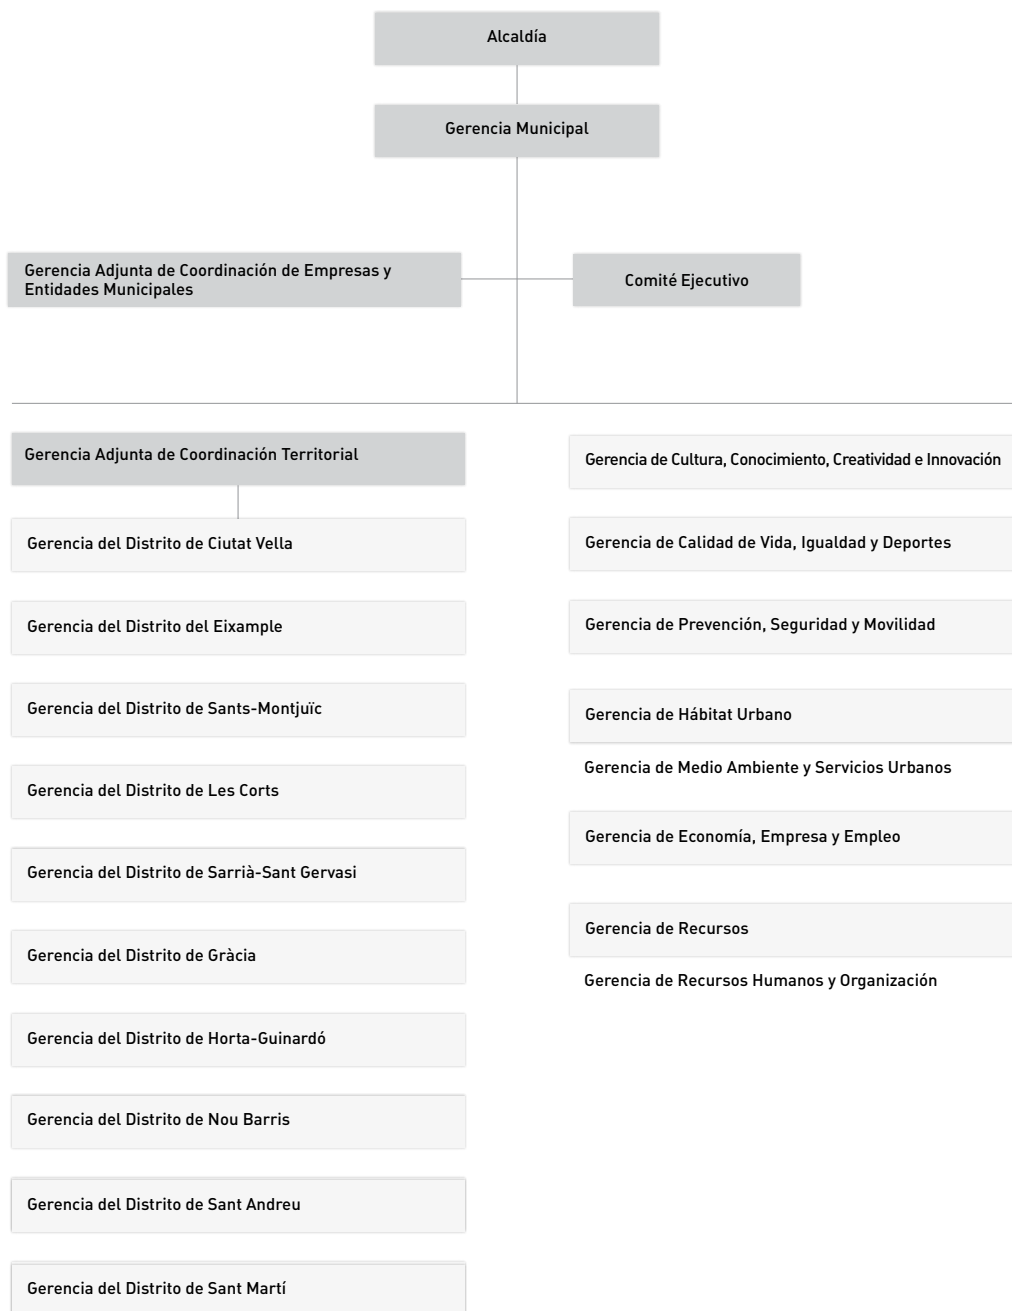 Alcaldía
Gerencia Municipal
Gerencia Adjunta de Coordinación de Empresas y
Entidades Municipales
Comité Ejecutivo
Gerencia Adjunta de Coordinación Territorial
Gerencia del Distrito de Ciutat Vella
Gerencia del Distrito del Eixample
Gerencia del Distrito de Sants-Montjuïc
Gerencia del Distrito de Les Corts
Gerencia del Distrito de Sarrià-Sant Gervasi
Gerencia del Distrito de Gràcia
Gerencia del Distrito de Horta-Guinardó
Gerencia del Distrito de Nou Barris
Gerencia del Distrito de Sant Andreu
Gerencia del Distrito de Sant Martí
Gerencia de Cultura, Conocimiento, Creatividad e Innovación
Gerencia de Calidad de Vida, Igualdad y Deportes
Gerencia de Prevención, Seguridad y Movilidad
Gerencia de Hábitat Urbano
Gerencia de Medio Ambiente y Servicios Urbanos
Gerencia de Economía, Empresa y Empleo
Gerencia de Recursos
Gerencia de Recursos Humanos y Organización